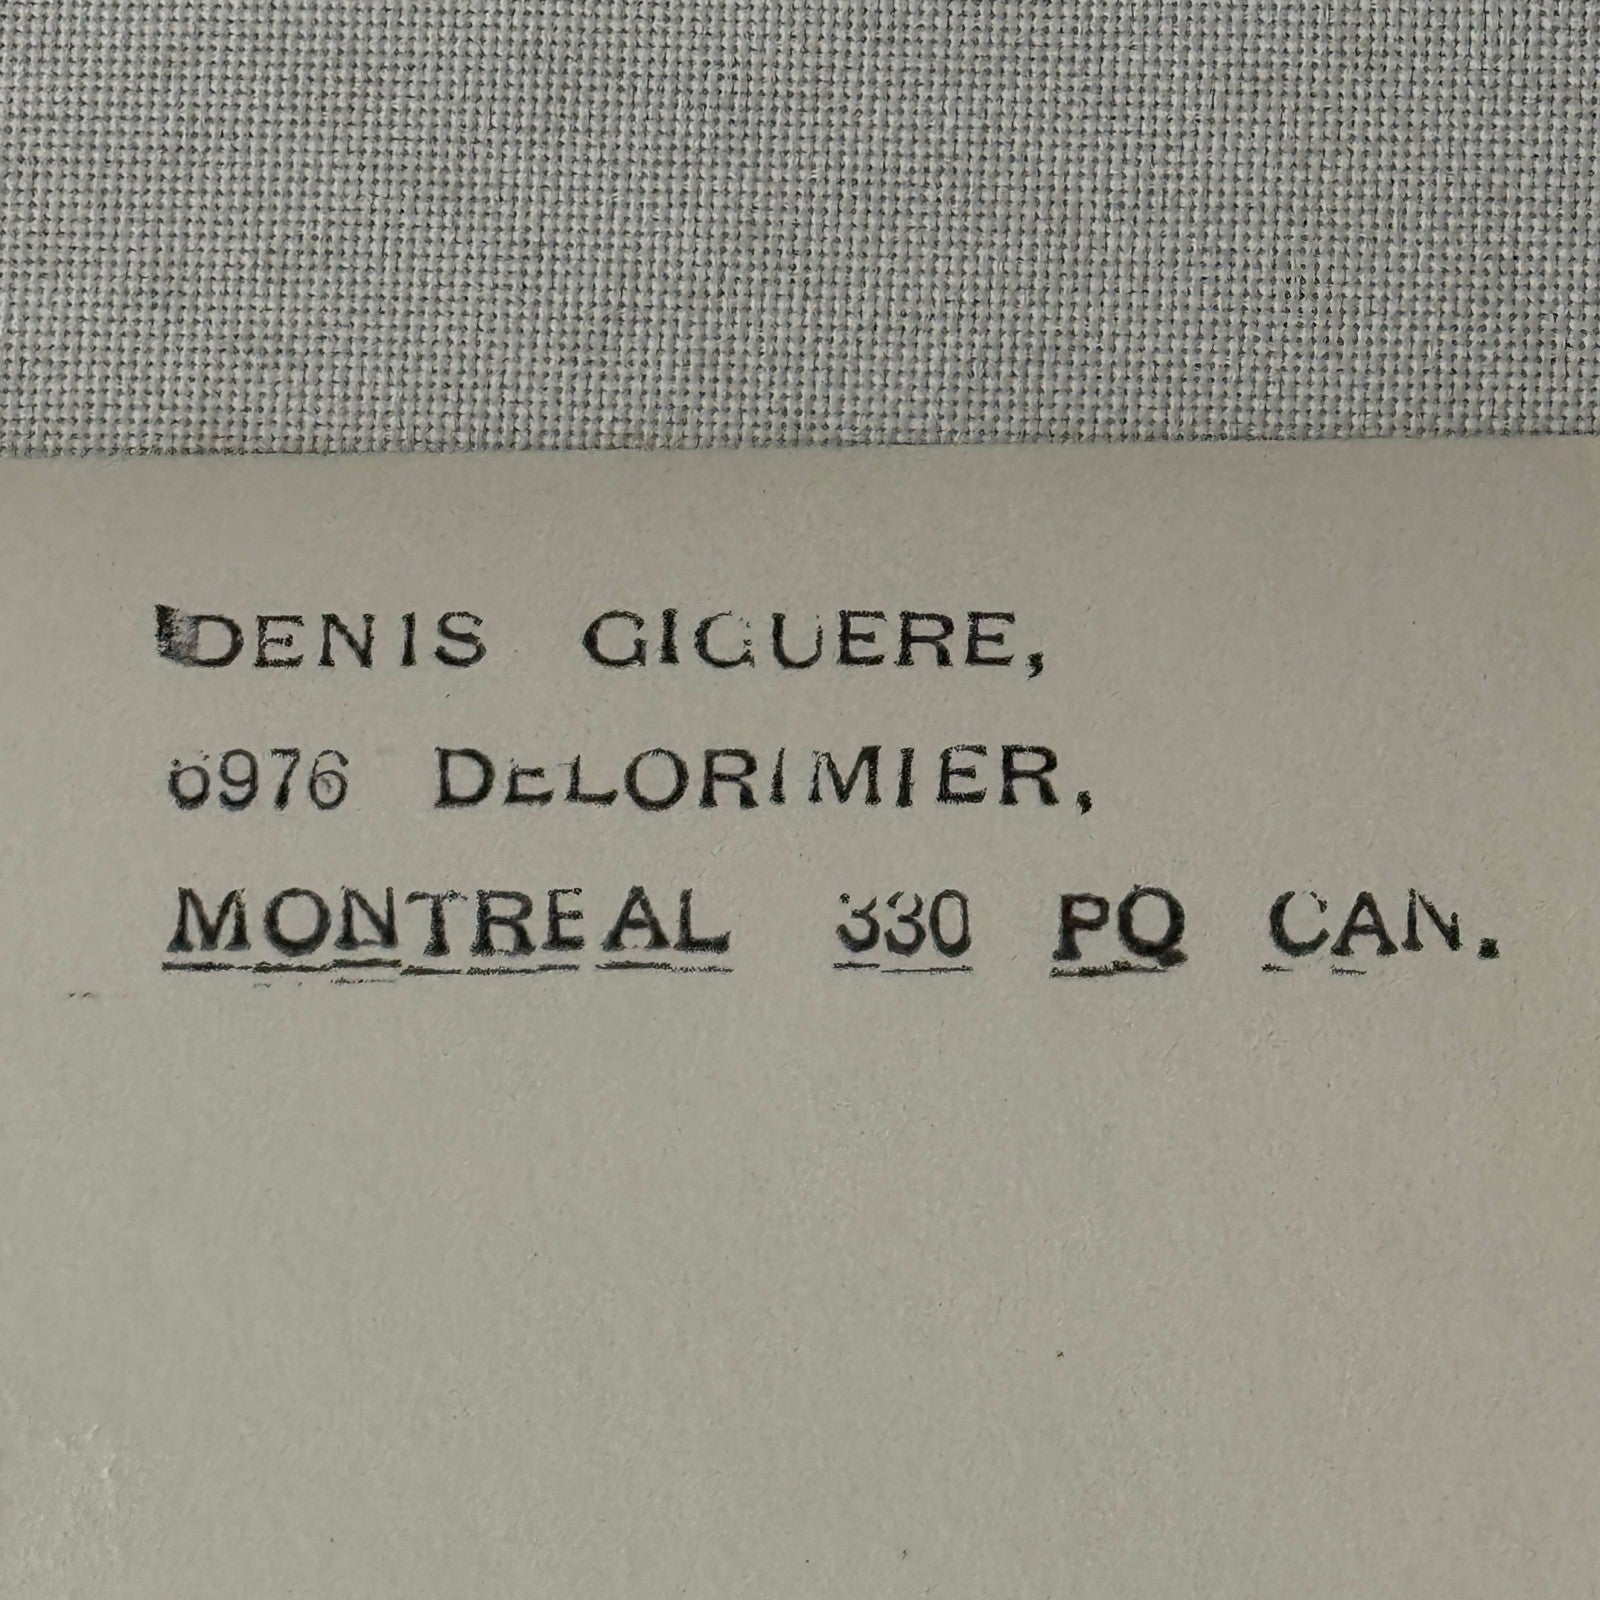 DENIS GIGUERE,
6976 DELORIMIER,
MONTREAL 330 PQ CAN.